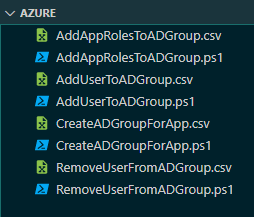 AZURE
AddAppRolesToADGroup.csv
AddAppRolesToADGroup.ps1
AddUserToADGroup.csv
AddUserToADGroup.ps1
CreateADGroupForApp.csv
CreateADGroupForApp.ps1
RemoveUserFromADGroup.csv
RemoveUserFromADGroup.ps1